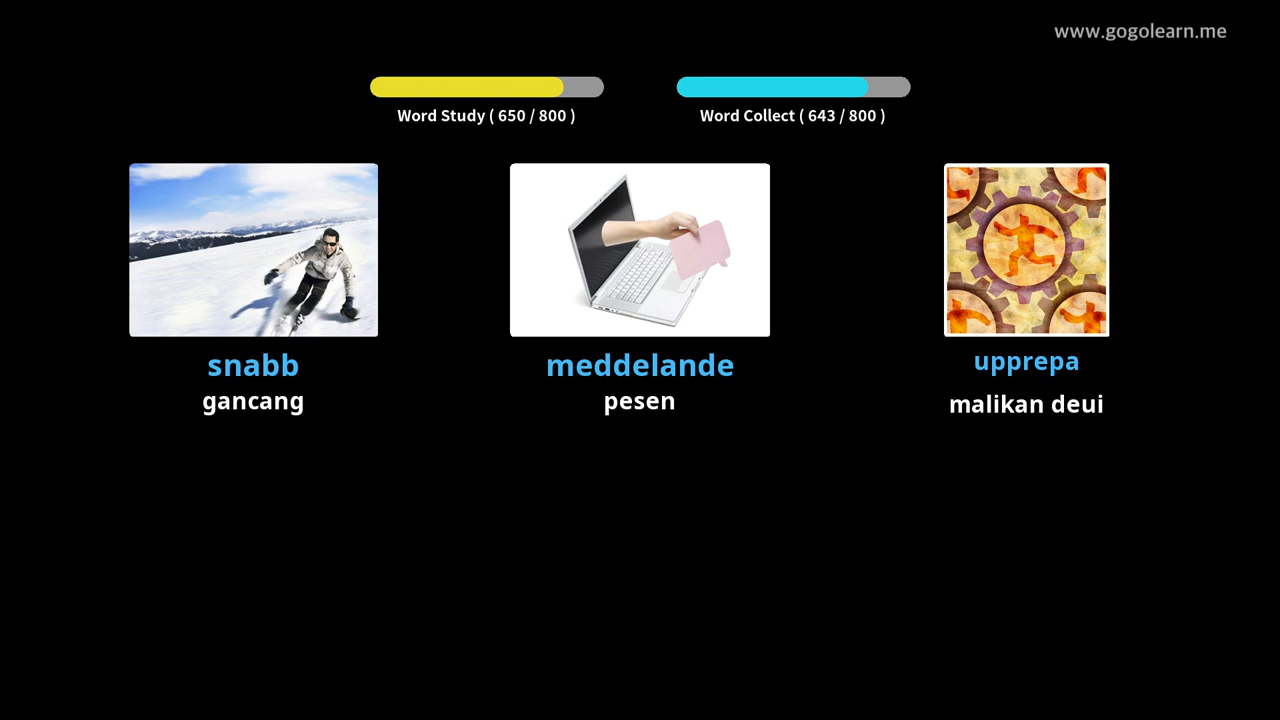 www.gogolearn.me
Word Study ( 650 / 800 )
Word Collect ( 643 / 800 )
snabb
gancang
meddelande
pesen
upprepa
malikan deui